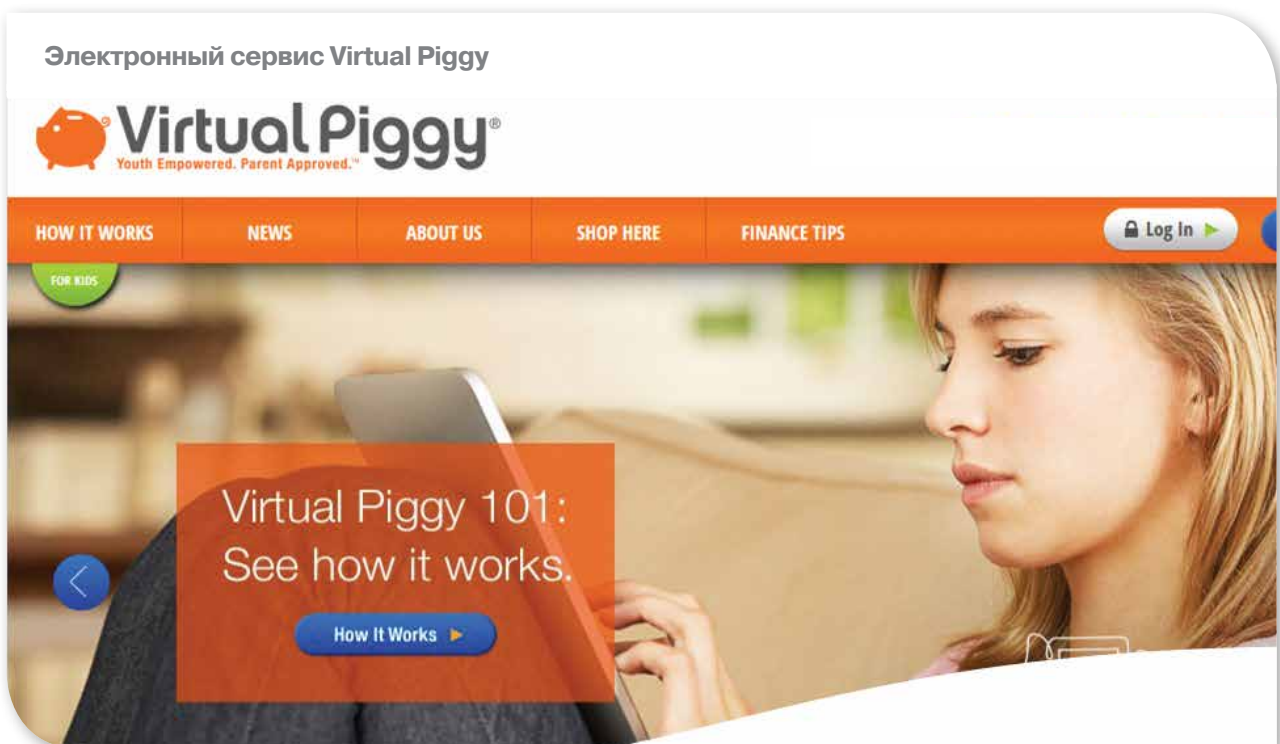 Электронный сервис Virtual Piggy
Virtual Piggy®
Youth Empowered. Parent Approved.™
HOW IT WORKS NEWS ABOUT US SHOP HERE FINANCE TIPS Log In
FOR KIDS
Virtual Piggy 101:
See how it works.
How It Works